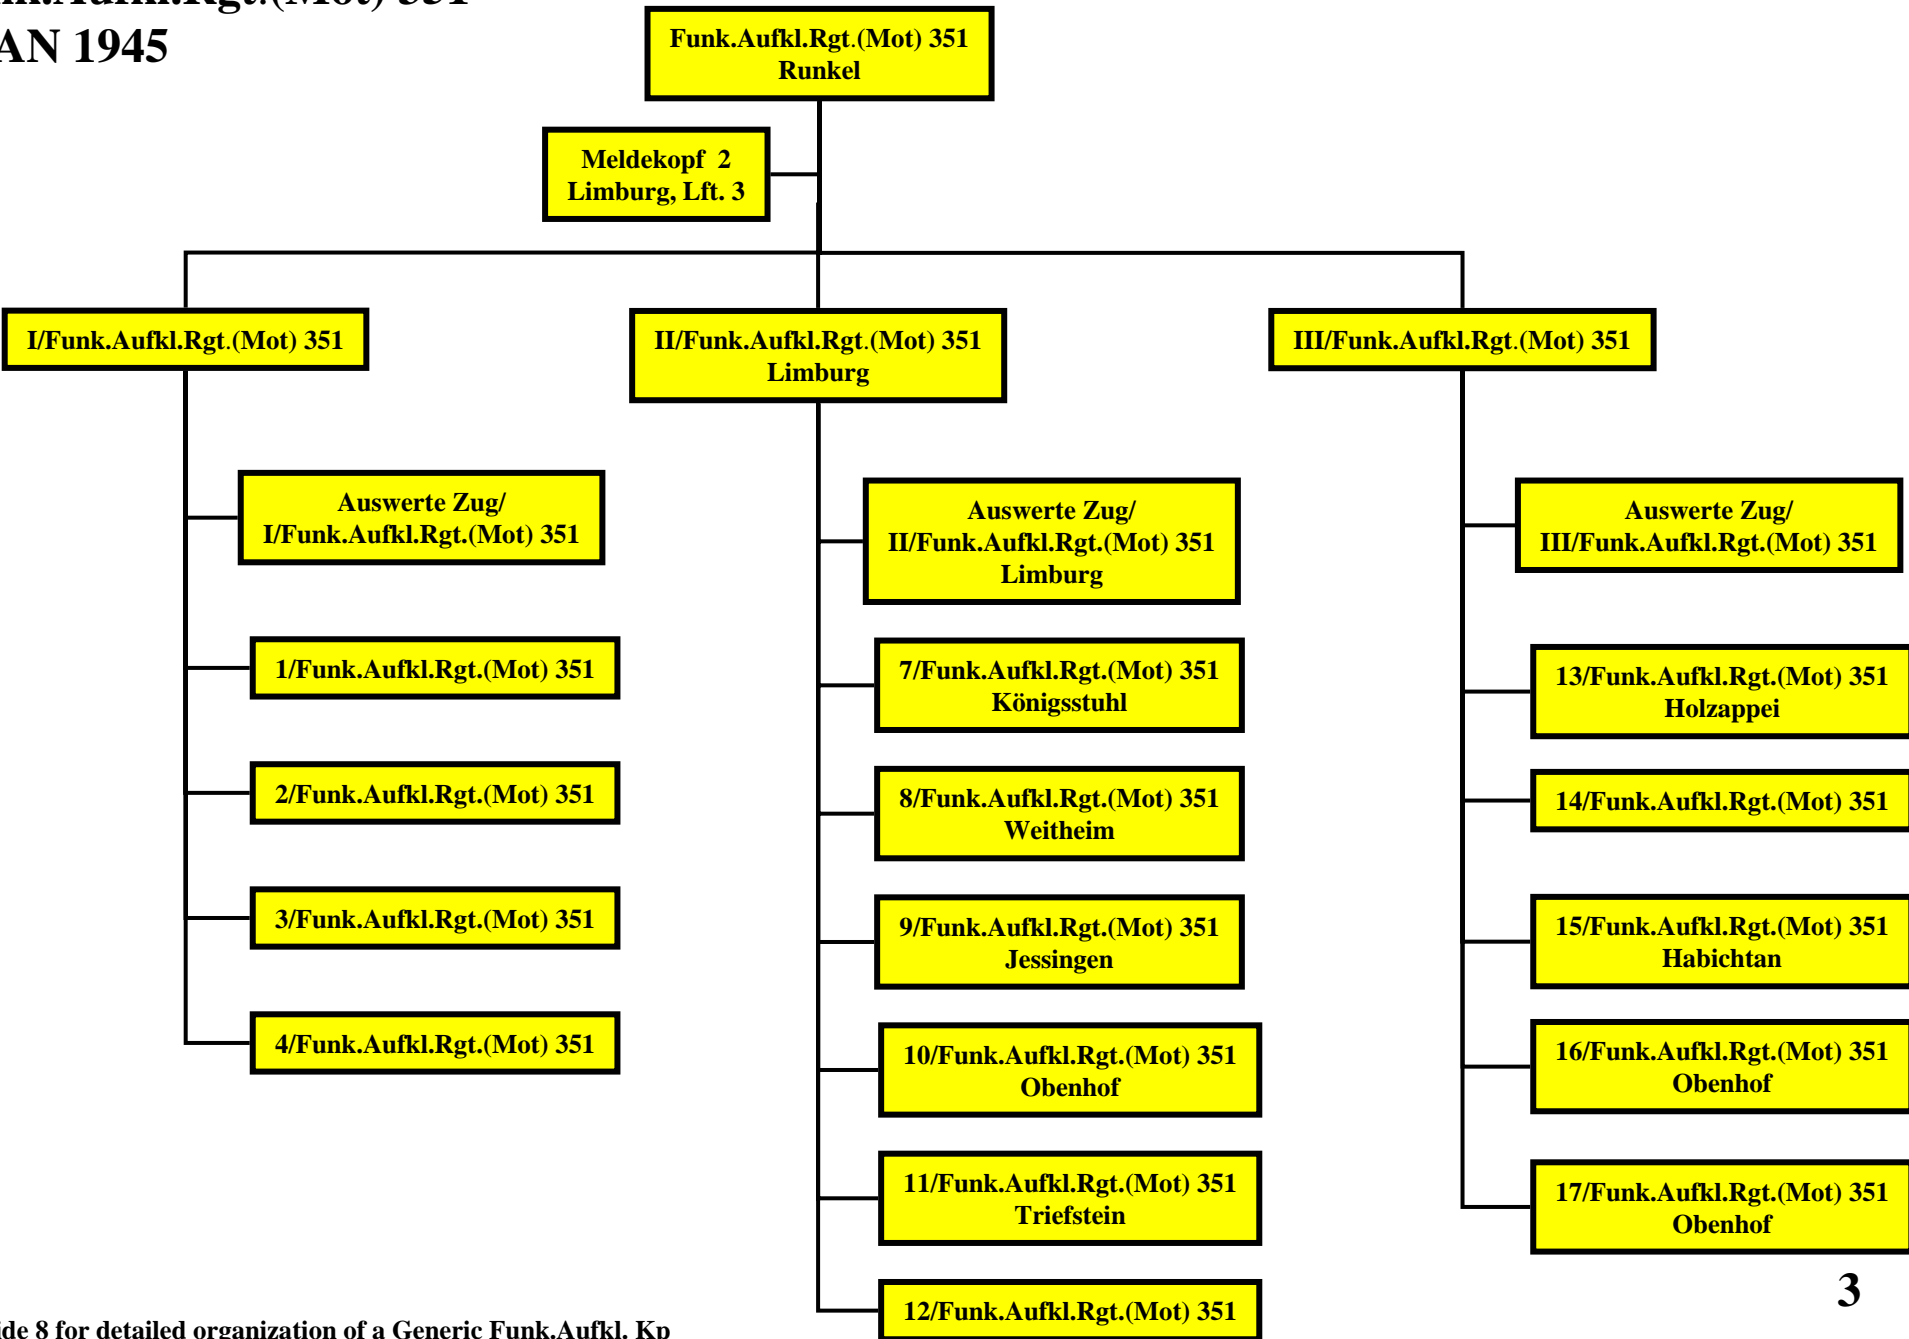 351
JAN 1945
Funk.Aufkl.Rgt.(Mot) 351
Runkel
Meldekopf 2
Limburg, Lft. 3
I/Funk.Aufkl.Rgt.(Mot) 351
II/Funk.Aufkl.Rgt.(Mot) 351
Limburg
III/Funk.Aufkl.Rgt.(Mot) 351
Auswerte Zug/
I/Funk.Aufkl.Rgt.(Mot) 351
1/Funk.Aufkl.Rgt.(Mot) 351
2/Funk.Aufkl.Rgt.(Mot) 351
3/Funk.Aufkl.Rgt.(Mot) 351
4/Funk.Aufkl.Rgt.(Mot) 351
Auswerte Zug/
II/Funk.Aufkl.Rgt.(Mot) 351
Limburg
7/Funk.Aufkl.Rgt.(Mot) 351
Königsstuhl
8/Funk.Aufkl.Rgt.(Mot) 351
Weitheim
9/Funk.Aufkl.Rgt.(Mot) 351
Jessingen
10/Funk.Aufkl.Rgt.(Mot) 351
Obenhof
11/Funk.Aufkl.Rgt.(Mot) 351
Triefstein
12/Funk.Aufkl.Rgt.(Mot) 351
Auswerte Zug/
III/Funk.Aufkl.Rgt.(Mot) 351
13/Funk.Aufkl.Rgt.(Mot) 351
Holzappei
14/Funk.Aufkl.Rgt.(Mot) 351
15/Funk.Aufkl.Rgt.(Mot) 351
Habichtan
16/Funk.Aufkl.Rgt.(Mot) 351
Obenhof
17/Funk.Aufkl.Rgt.(Mot) 351
Obenhof
3
8 for detailed organization of a Generic Funk.Aufkl. Kp